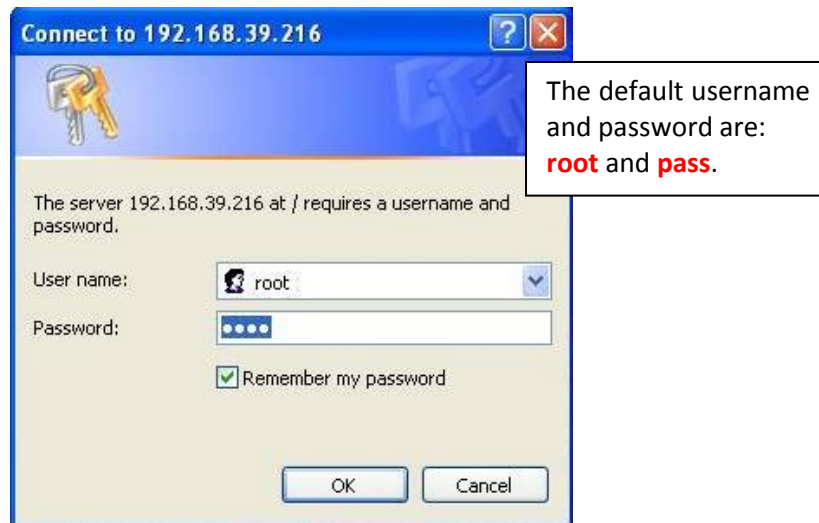 Connect to 192.168.39.216
The default username
and password are:
root and pass.
The server 192.168.39.216 at / requires a username and
password.
User name:
root
Password:
••••
Remember my password
OK
Cancel